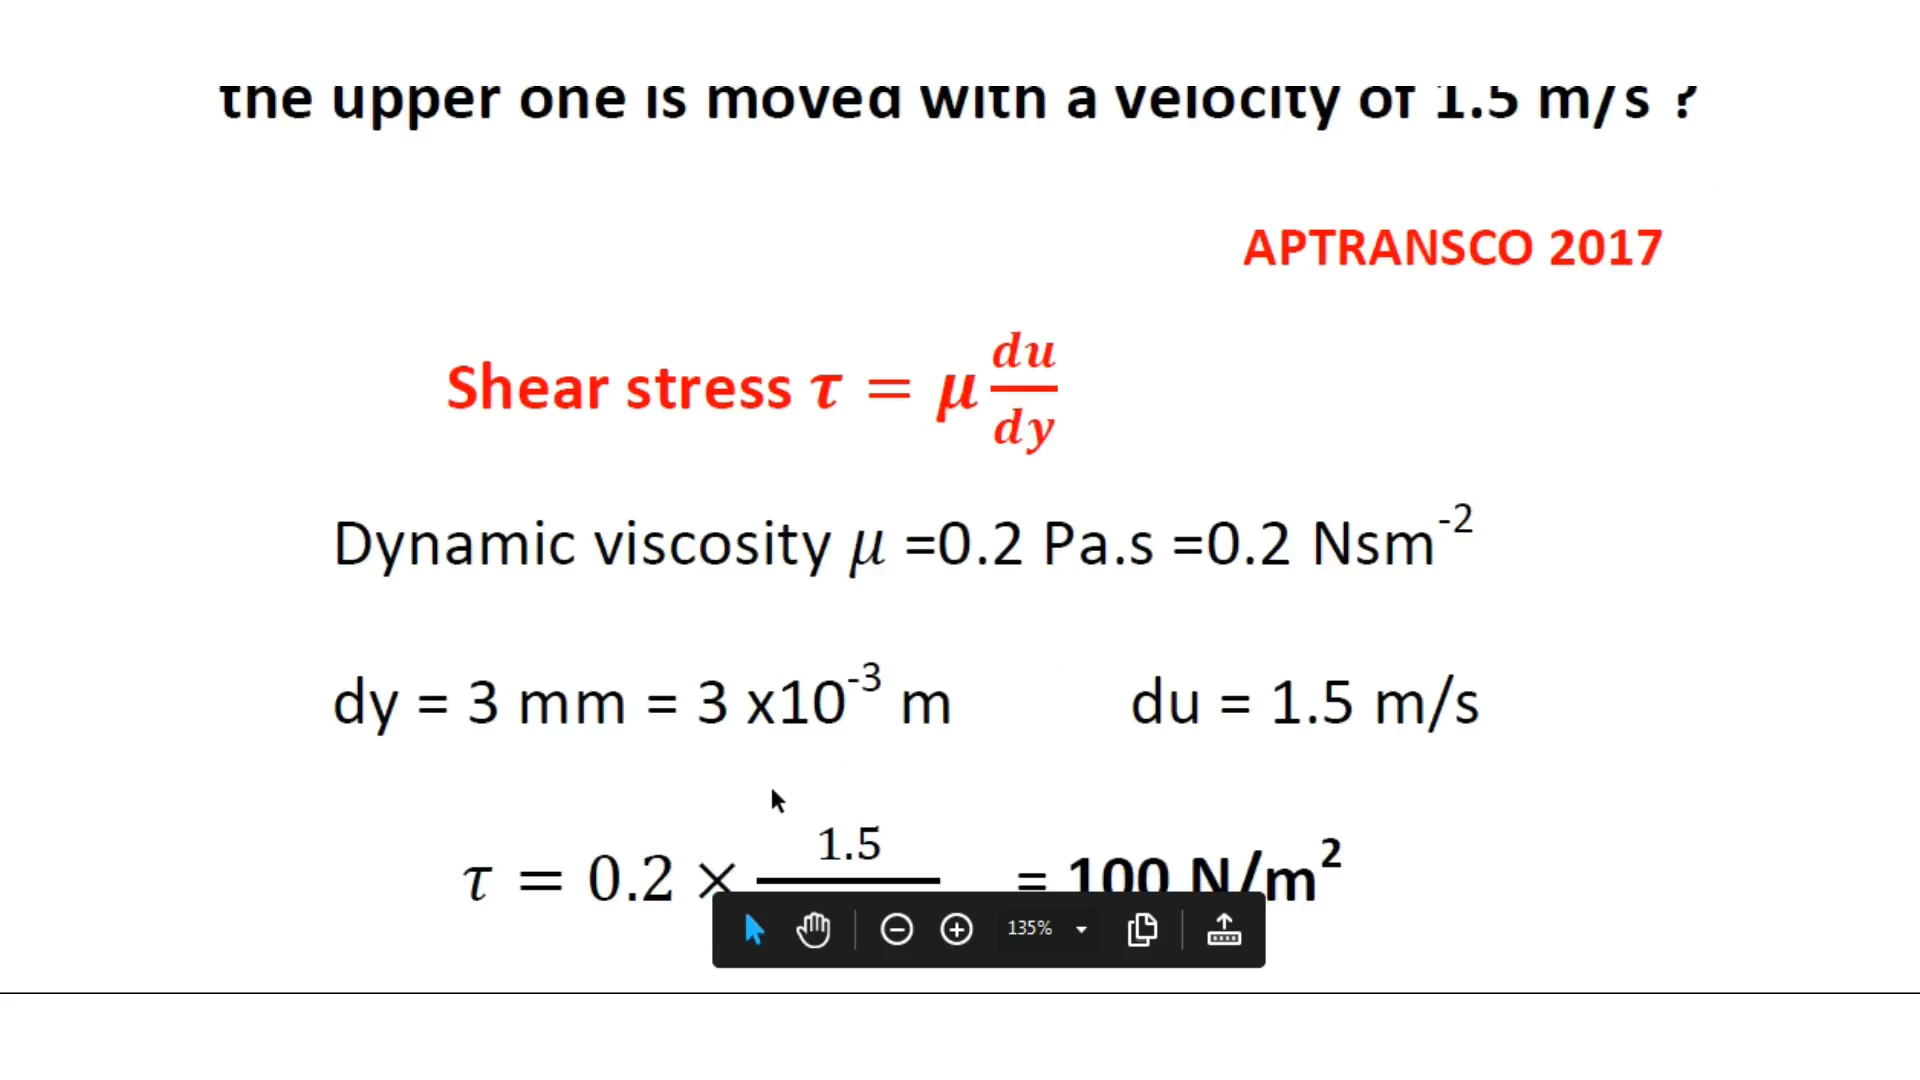 the upper one is moved with a velocity of 1.5 m/s ?
APTRANSCO 2017
Shear stress τ = μ du/dy
Dynamic viscosity μ =0.2 Pa.s =0.2 Nsm⁻²
dy = 3 mm = 3 x10⁻³ m du = 1.5 m/s
τ = 0.2 × 1.5 = 100 N/m²
135%